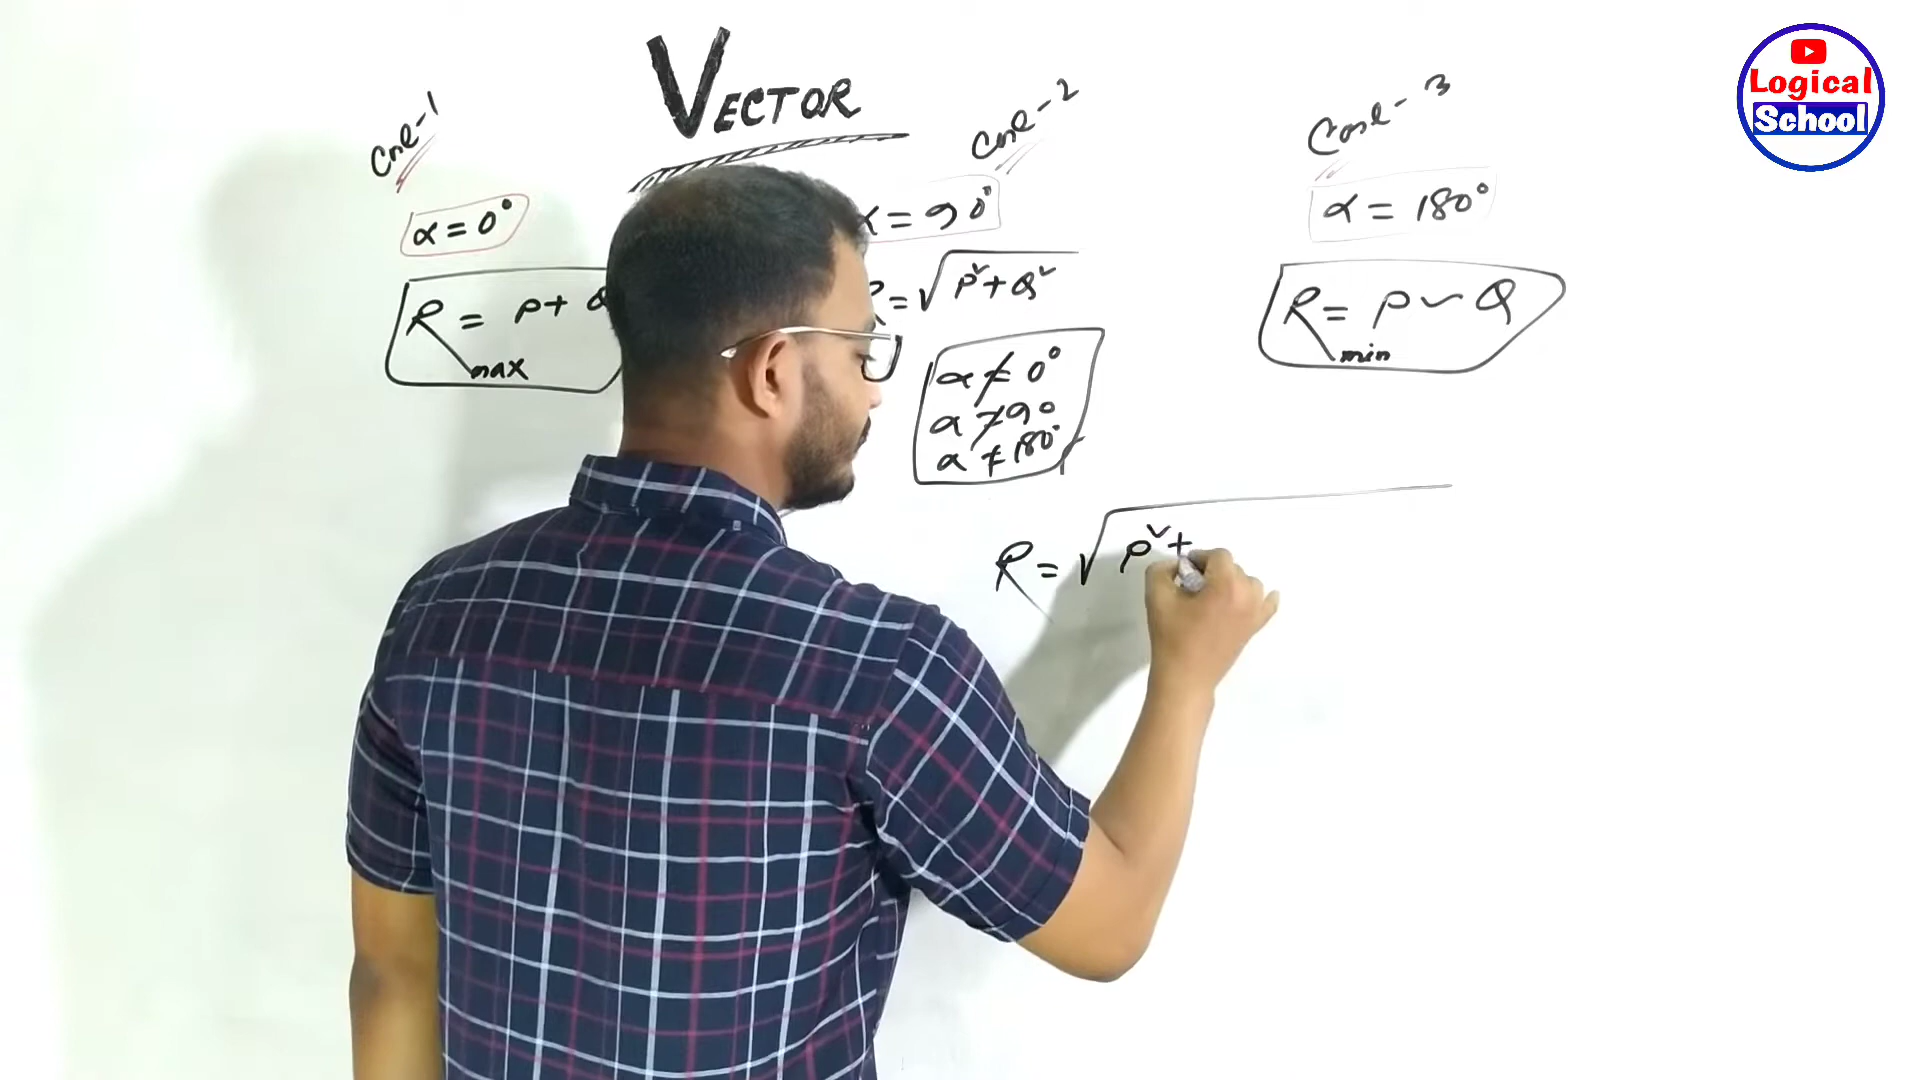 VECTOR
Case-1
α = 0°
R = P + Q
max
Case-2
α = 90°
R = √P² + Q²
α ≠ 0°
α ≠ 90
α ≠ 180°
Case-3
α = 180°
R = P ~ Q
min
R = √P² +
Logical
School